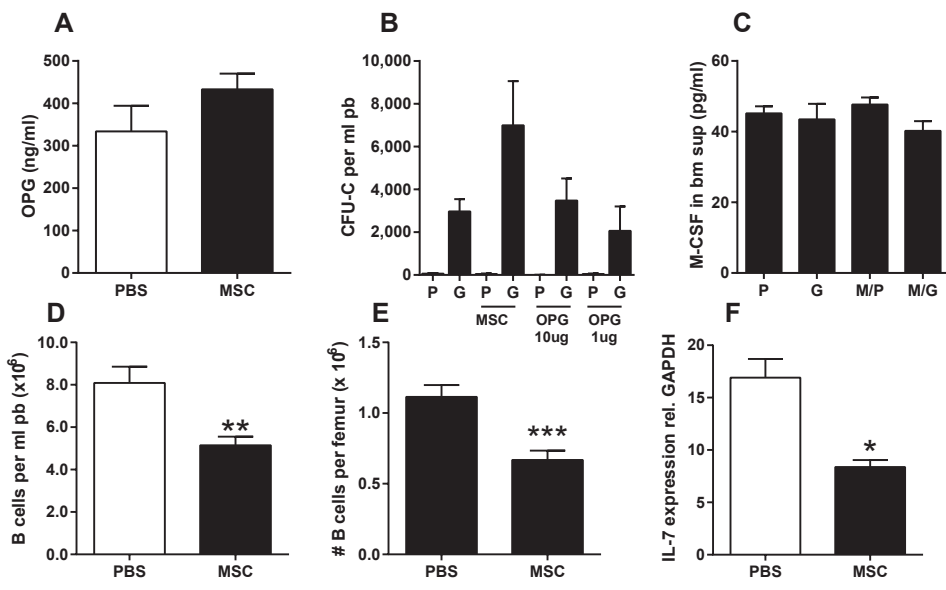 A
OPG (ng/ml)
500
400
300
200
100
0
PBS MSC
B
CFU-C per ml pb
10,000
8,000
6,000
4,000
2,000
0
P G P G P G P G
MSC OPG OPG
10ug 1ug
C
M-CSF in bm sup (pg/ml)
60
40
20
0
P G M/P M/G
D
B cells per ml pb (x10⁶)
8.0
6.0
4.0
2.0
0.0
PBS MSC
**
E
# B cells per femur (x 10⁶)
1.5
1.0
0.5
0.0
PBS MSC
***
F
IL-7 expression rel. GAPDH
20
15
10
5
0
PBS MSC
*